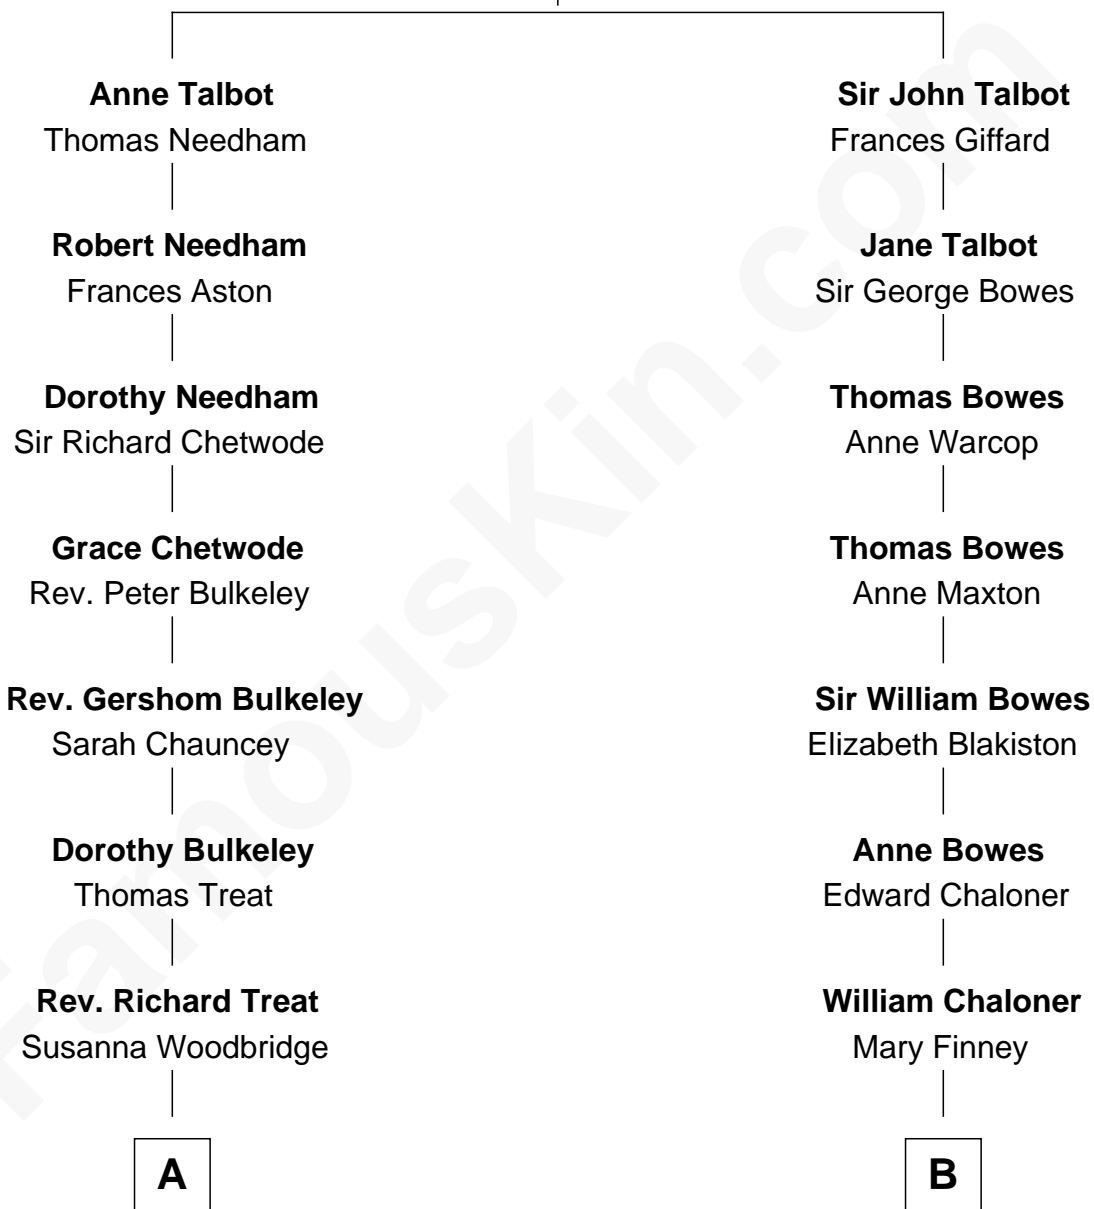 Anne Talbot
Thomas Needham
Robert Needham
Frances Aston
Dorothy Needham
Sir Richard Chetwode
Grace Chetwode
Rev. Peter Bulkeley
Rev. Gershom Bulkeley
Sarah Chauncey
Dorothy Bulkeley
Thomas Treat
Rev. Richard Treat
Susanna Woodbridge
A
Sir John Talbot
Frances Giffard
Jane Talbot
Sir George Bowes
Thomas Bowes
Anne Warcop
Thomas Bowes
Anne Maxton
Sir William Bowes
Elizabeth Blakiston
Anne Bowes
Edward Chaloner
William Chaloner
Mary Finney
B
FamousKin.com